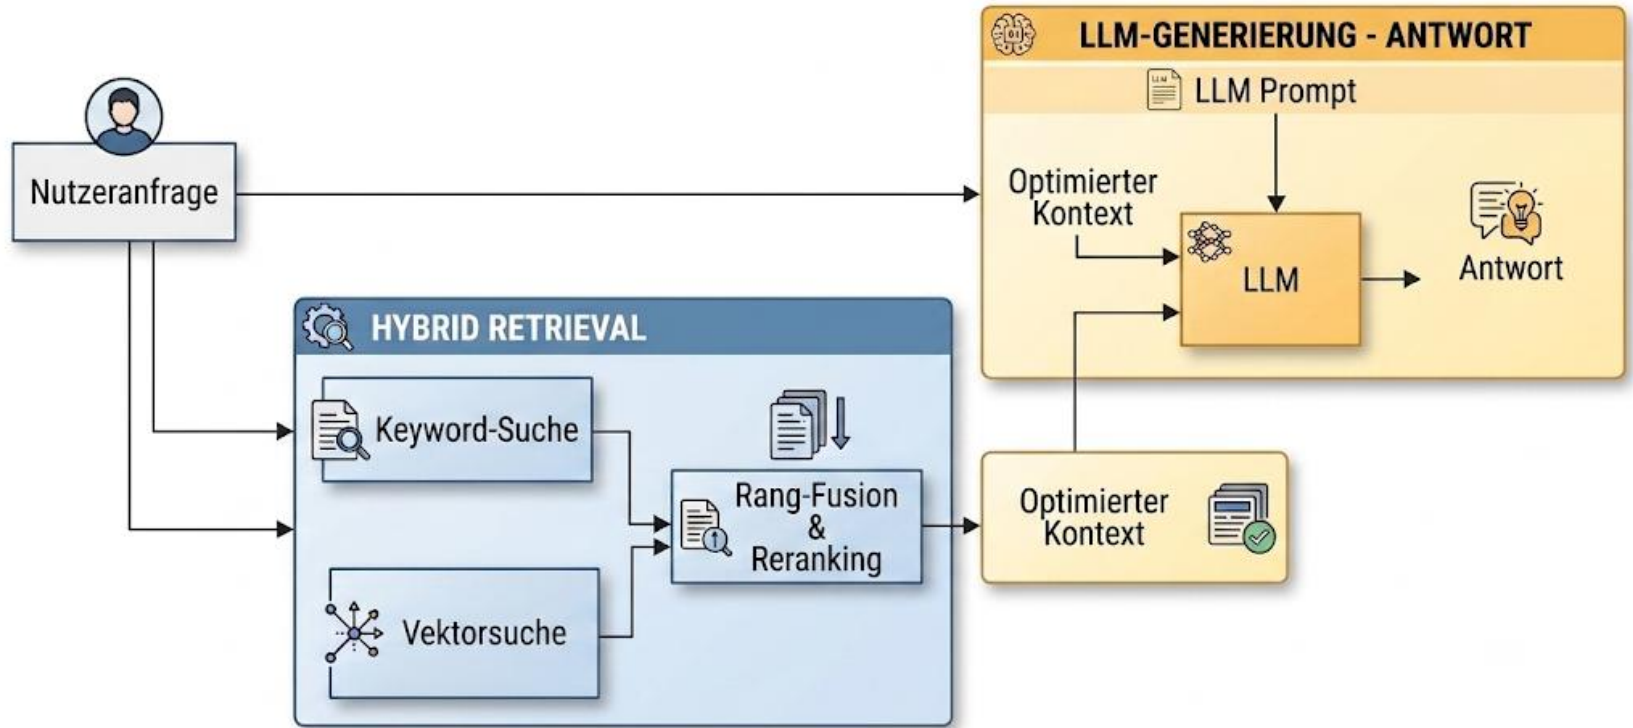 LLM-GENERIERUNG - ANTWORT
LLM
LLM Prompt
Nutzeranfrage
Optimierter
Kontext
LLM
Antwort
HYBRID RETRIEVAL
Keyword-Suche
Rang-Fusion
&
Reranking
Optimierter
Kontext
Vektorsuche